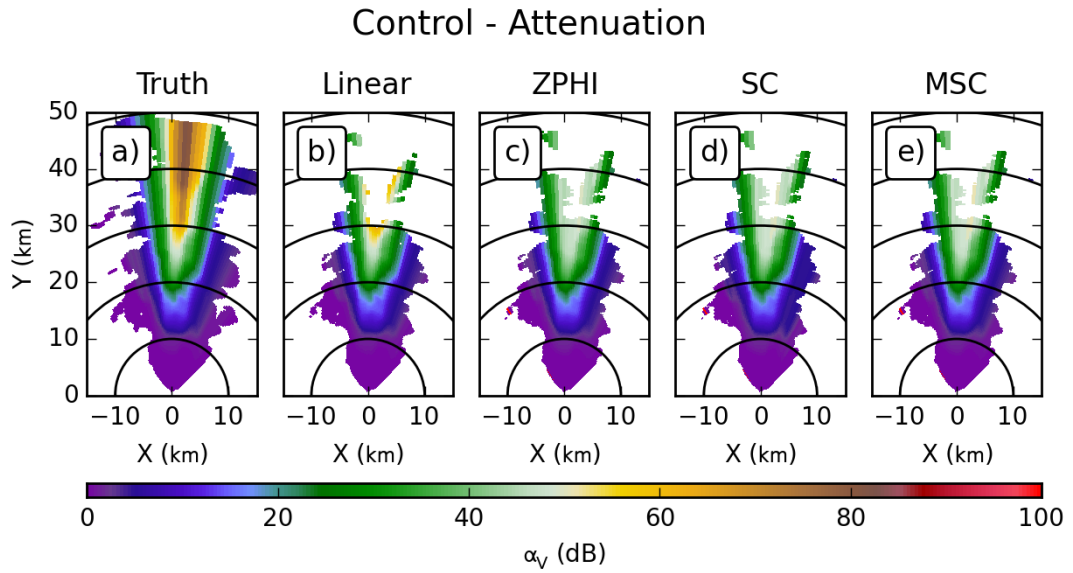 Control - Attenuation
Truth Linear ZPHI SC MSC
a) b) c) d) e)
50
40
30
20
10
0
Y (km)
−10 0 10 −10 0 10 −10 0 10 −10 0 10 −10 0 10
X (km) X (km) X (km) X (km) X (km)
0 20 40 60 80 100
αV (dB)